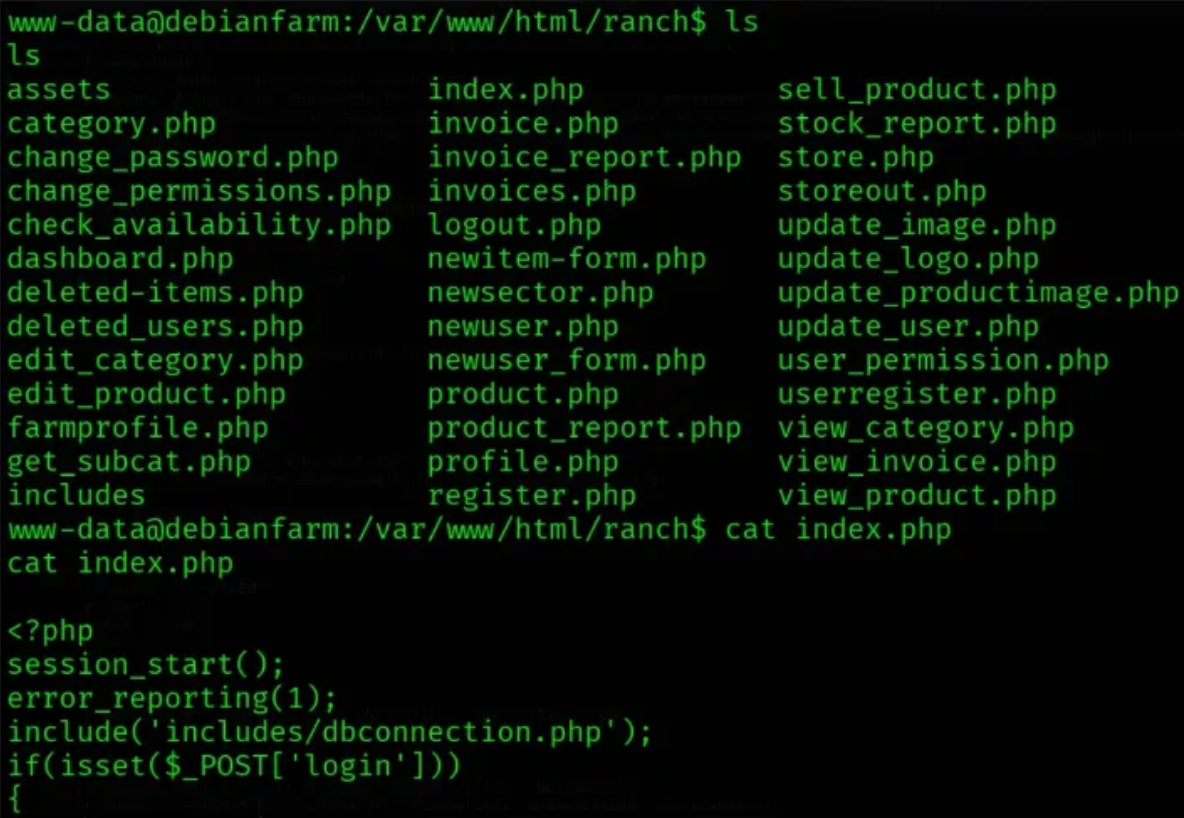 www-data@debianfarm:/var/www/html/ranch$ ls
ls
assets                  index.php           sell_product.php
category.php            invoice.php         stock_report.php
change_password.php     invoice_report.php  store.php
change_permissions.php  invoices.php        storeout.php
check_availability.php  logout.php          update_image.php
dashboard.php           newitem-form.php    update_logo.php
deleted-items.php       newsector.php       update_productimage.php
deleted_users.php       newuser.php         update_user.php
edit_category.php       newuser_form.php    user_permission.php
edit_product.php        product.php         userregister.php
farmprofile.php         product_report.php  view_category.php
get_subcat.php          profile.php         view_invoice.php
includes                register.php        view_product.php
www-data@debianfarm:/var/www/html/ranch$ cat index.php
cat index.php

<?php
session_start();
error_reporting(1);
include('includes/dbconnection.php');
if(isset($_POST['login']))
{